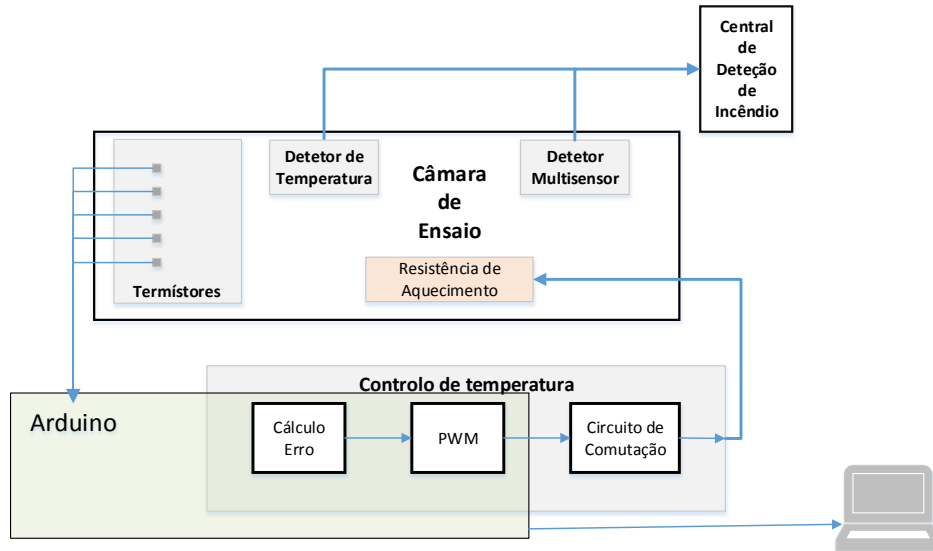 Central
de
Deteção
de
Incêndio
Detetor de
Temperatura
Câmara
de
Ensaio
Detetor
Multisensor
Resistência de
Aquecimento
Termístores
Controlo de temperatura
Arduino
Cálculo
Erro
PWM
Circuito de
Comutação